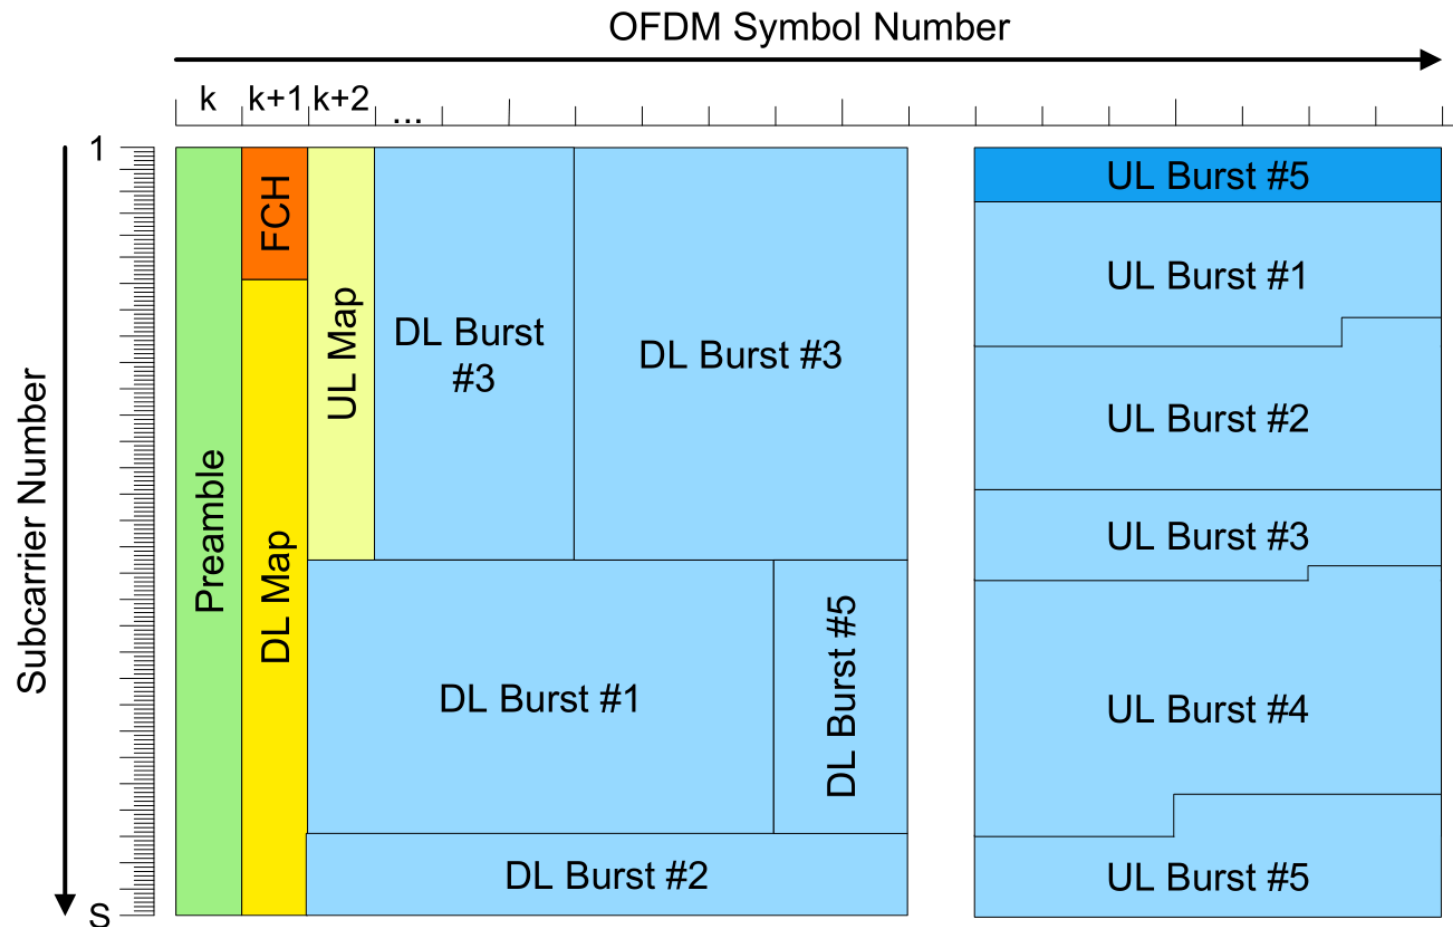 OFDM Symbol Number
k k+1 k+2 ...
1
S
Subcarrier Number
Preamble
FCH
DL Map
UL Map
DL Burst
#3
DL Burst #3
DL Burst #1
DL Burst #5
DL Burst #2
UL Burst #5
UL Burst #1
UL Burst #2
UL Burst #3
UL Burst #4
UL Burst #5